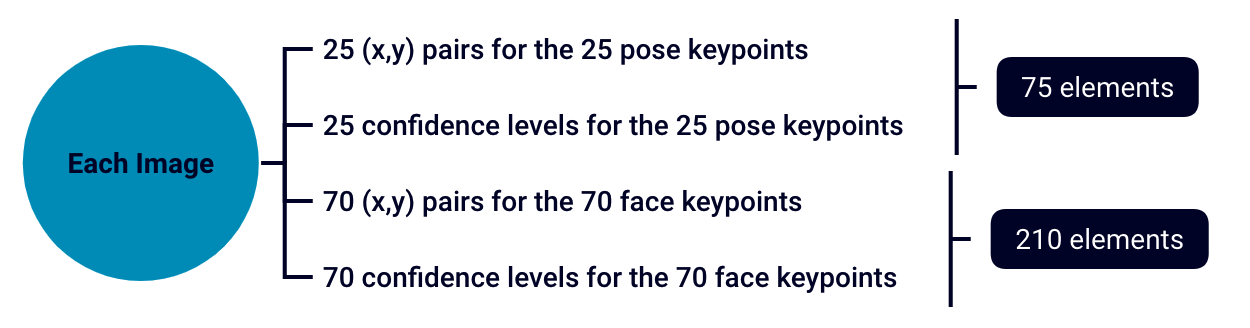 Each Image
25 (x,y) pairs for the 25 pose keypoints
25 confidence levels for the 25 pose keypoints
75 elements
70 (x,y) pairs for the 70 face keypoints
70 confidence levels for the 70 face keypoints
210 elements